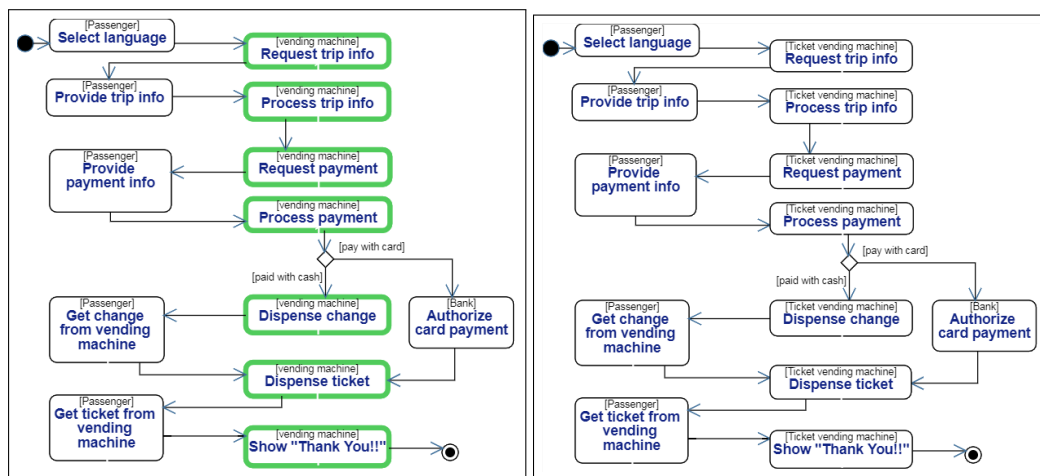 [Passenger]
Select language
[vending machine]
Request trip info
[Passenger]
Provide trip info
[vending machine]
Process trip info
[Passenger]
Provide
payment info
[vending machine]
Request payment
[vending machine]
Process payment
[pay with card]
[paid with cash]
[Passenger]
Get change
from vending
machine
[vending machine]
Dispense change
[Bank]
Authorize
card payment
[vending machine]
Dispense ticket
[Passenger]
Get ticket from
vending
machine
[vending machine]
Show "Thank You!!"
[Passenger]
Select language
[Ticket vending machine]
Request trip info
[Passenger]
Provide trip info
[Ticket vending machine]
Process trip info
[Passenger]
Provide
payment info
[Ticket vending machine]
Request payment
[Ticket vending machine]
Process payment
[pay with card]
[paid with cash]
[Passenger]
Get change
from vending
machine
[Ticket vending machine]
Dispense change
[Bank]
Authorize
card payment
[Ticket vending machine]
Dispense ticket
[Passenger]
Get ticket from
vending
machine
[Ticket vending machine]
Show "Thank You!!"